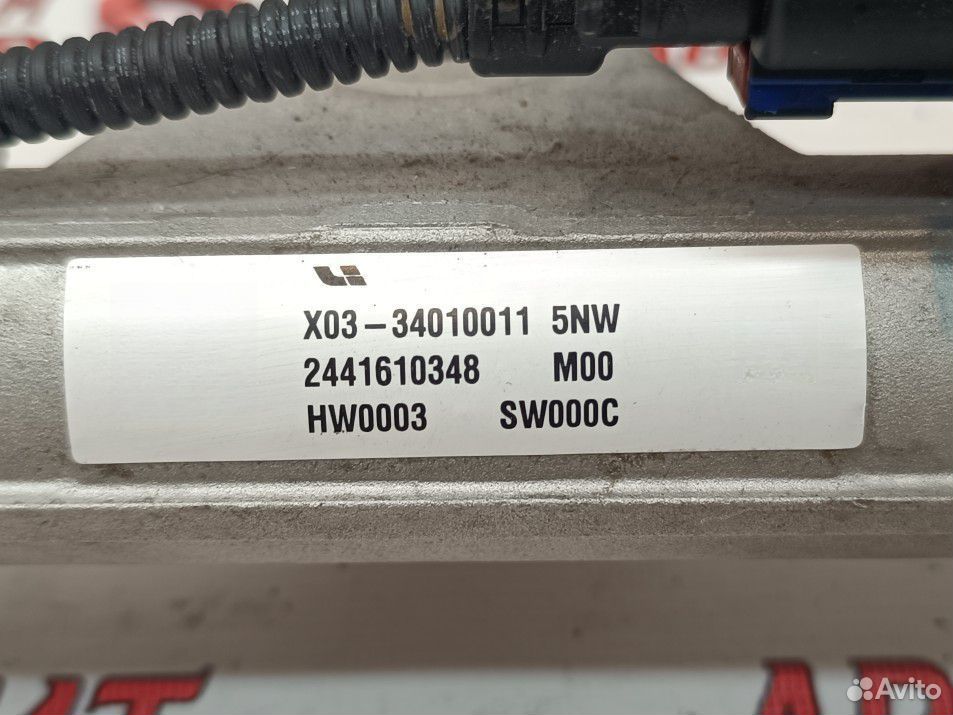 X03-34010011 5NW
2441610348 M00
HW0003 SW000C
Avito